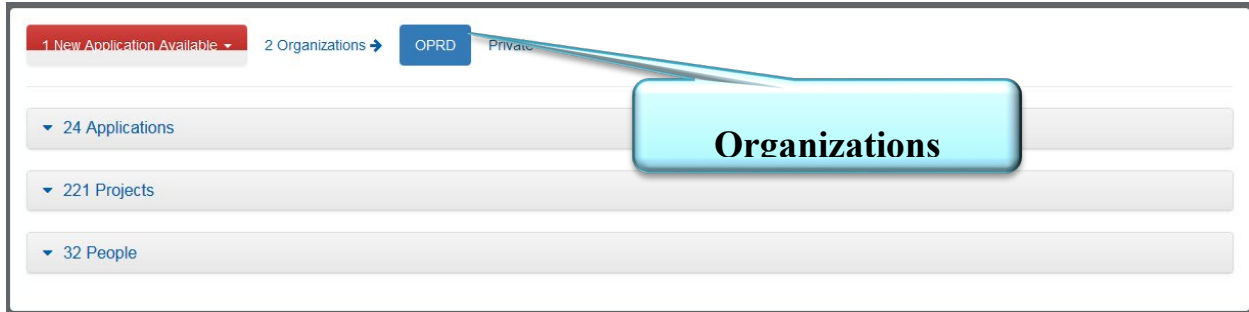 1 New Application Available 2 Organizations OPRD Private
24 Applications
Organizations
221 Projects
32 People